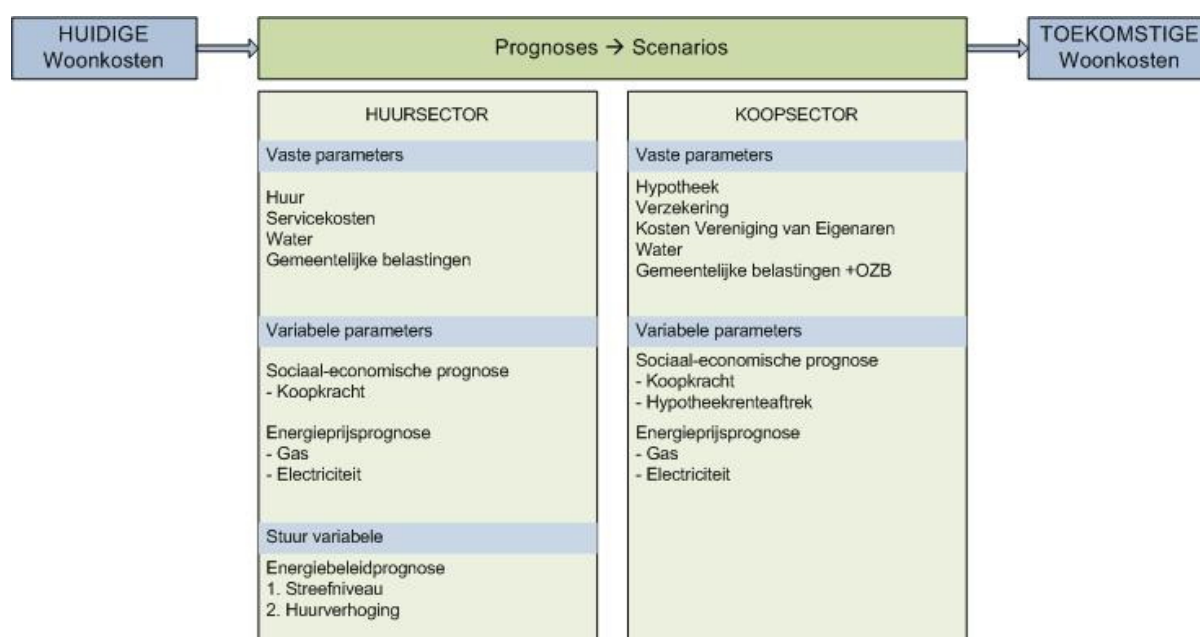 HUIDIGE
Woonkosten
Prognoses → Scenarios
TOEKOMSTIGE
Woonkosten
HUURSECTOR
Vaste parameters
Huur
Servicekosten
Water
Gemeentelijke belastingen
Variabele parameters
Sociaal-economische prognose
- Koopkracht
Energieprijsprognose
- Gas
- Electriciteit
Stuur variabele
Energiebeleidprognose
1. Streefniveau
2. Huurverhoging
KOOPSECTOR
Vaste parameters
Hypotheek
Verzekering
Kosten Vereniging van Eigenaren
Water
Gemeentelijke belastingen +OZB
Variabele parameters
Sociaal-economische prognose
- Koopkracht
- Hypotheekrenteaftrek
Energieprijsprognose
- Gas
- Electriciteit